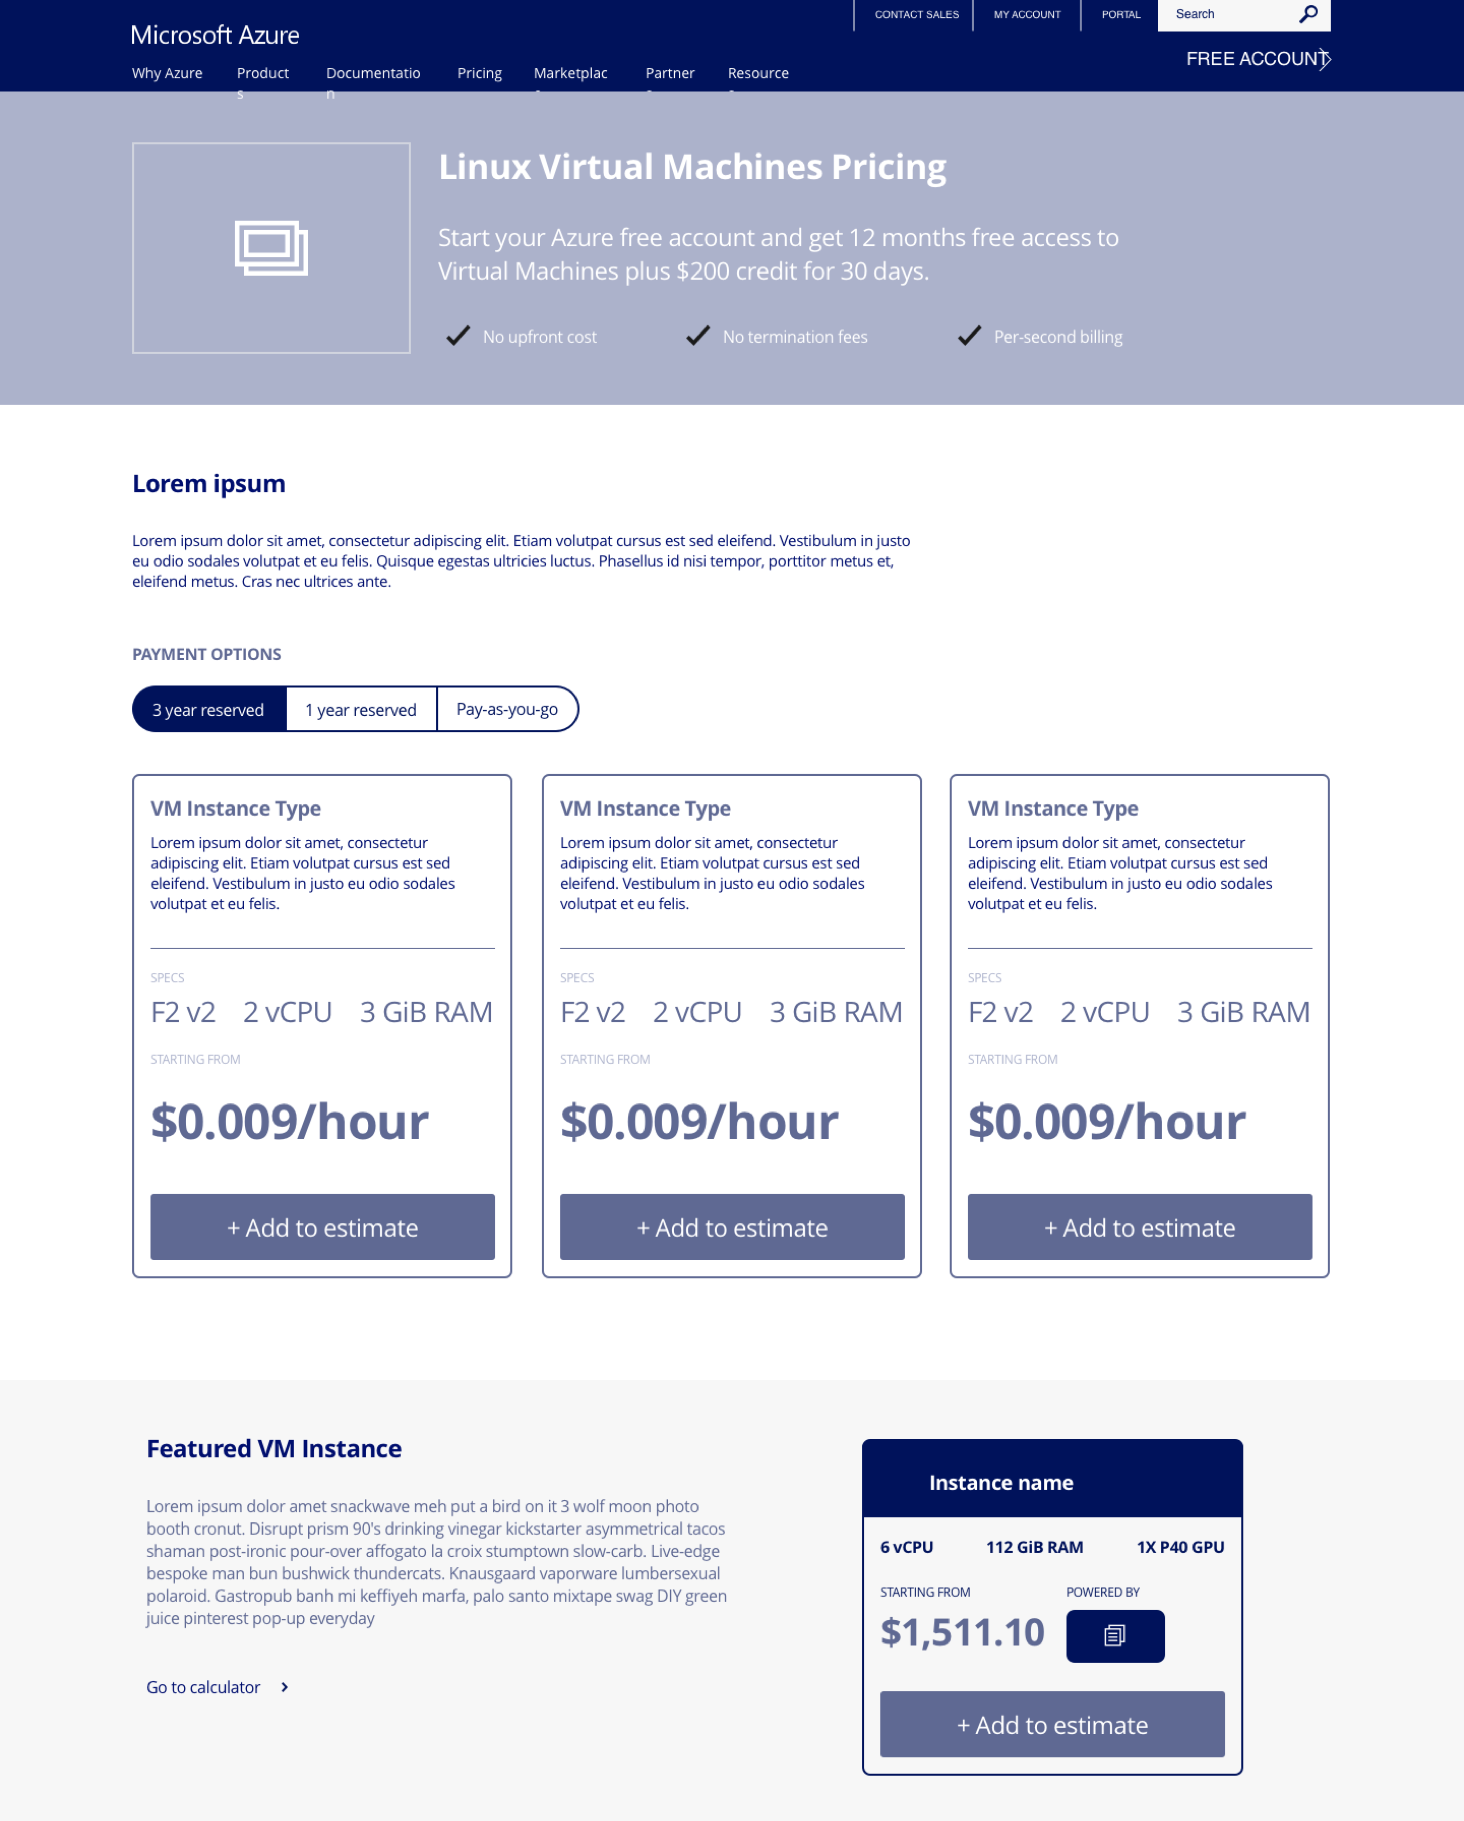 CONTACT SALES
MY ACCOUNT
PORTAL
Search
Microsoft Azure
FREE ACCOUNT
Why Azure
Product
s
Documentatio
n
Pricing
Marketplac
Partner
Resource
Linux Virtual Machines Pricing
Start your Azure free account and get 12 months free access to
Virtual Machines plus $200 credit for 30 days.
No upfront cost
No termination fees
Per-second billing
Lorem ipsum
Lorem ipsum dolor sit amet, consectetur adipiscing elit. Etiam volutpat cursus est sed eleifend. Vestibulum in justo
eu odio sodales volutpat et eu felis. Quisque egestas ultricies luctus. Phasellus id nisi tempor, porttitor metus et,
eleifend metus. Cras nec ultrices ante.
PAYMENT OPTIONS
3 year reserved
1 year reserved
Pay-as-you-go
VM Instance Type
Lorem ipsum dolor sit amet, consectetur
adipiscing elit. Etiam volutpat cursus est sed
eleifend. Vestibulum in justo eu odio sodales
volutpat et eu felis.
SPECS
F2 v2 2 vCPU 3 GiB RAM
STARTING FROM
$0.009/hour
+ Add to estimate
VM Instance Type
Lorem ipsum dolor sit amet, consectetur
adipiscing elit. Etiam volutpat cursus est sed
eleifend. Vestibulum in justo eu odio sodales
volutpat et eu felis.
SPECS
F2 v2 2 vCPU 3 GiB RAM
STARTING FROM
$0.009/hour
+ Add to estimate
VM Instance Type
Lorem ipsum dolor sit amet, consectetur
adipiscing elit. Etiam volutpat cursus est sed
eleifend. Vestibulum in justo eu odio sodales
volutpat et eu felis.
SPECS
F2 v2 2 vCPU 3 GiB RAM
STARTING FROM
$0.009/hour
+ Add to estimate
Featured VM Instance
Lorem ipsum dolor amet snackwave meh put a bird on it 3 wolf moon photo
booth cronut. Disrupt prism 90's drinking vinegar kickstarter asymmetrical tacos
shaman post-ironic pour-over affogato la croix stumptown slow-carb. Live-edge
bespoke man bun bushwick thundercats. Knausgaard vaporware lumbersexual
polaroid. Gastropub banh mi keffiyeh marfa, palo santo mixtape swag DIY green
juice pinterest pop-up everyday
Go to calculator
Instance name
6 vCPU 112 GiB RAM 1X P40 GPU
STARTING FROM
$1,511.10
POWERED BY
+ Add to estimate